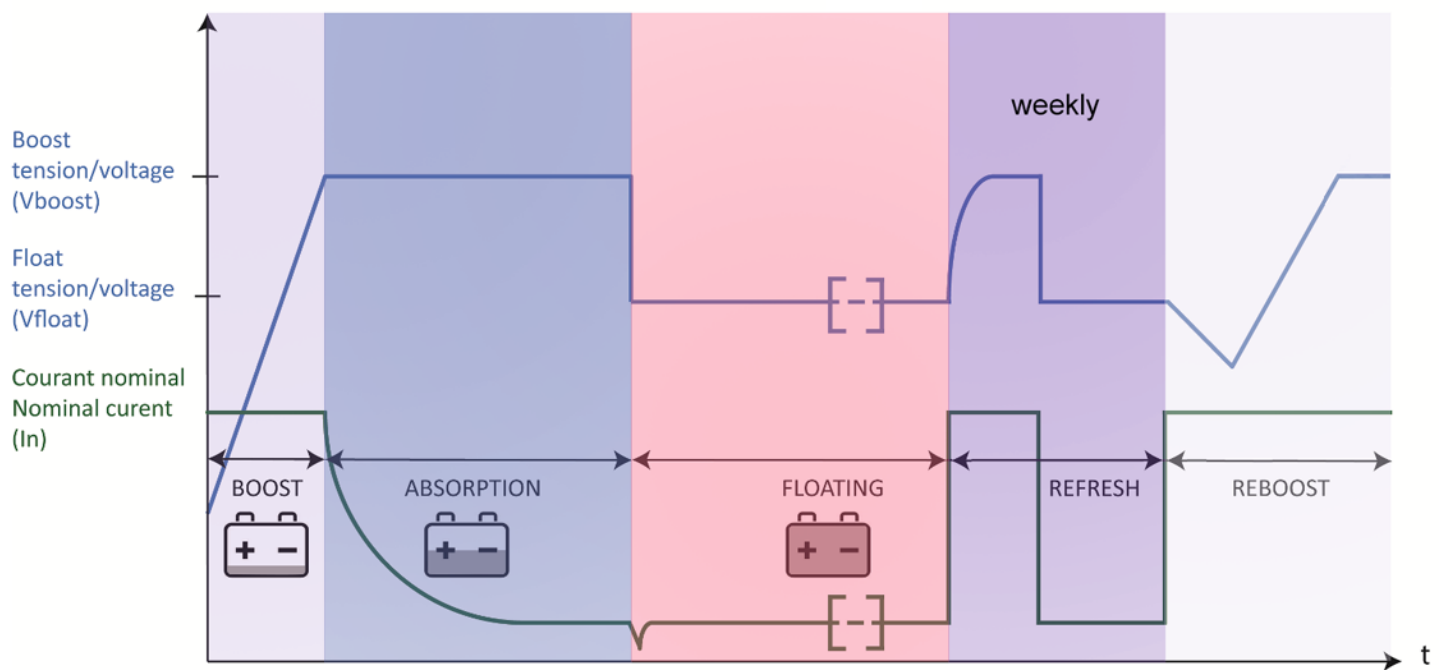 weekly
Boost
tension/voltage
(Vboost)
Float
tension/voltage
(Vfloat)
Courant nominal
Nominal curent
(In)
BOOST
ABSORPTION
FLOATING
REFRESH
REBOOST
+ −
+ −
+ −
t